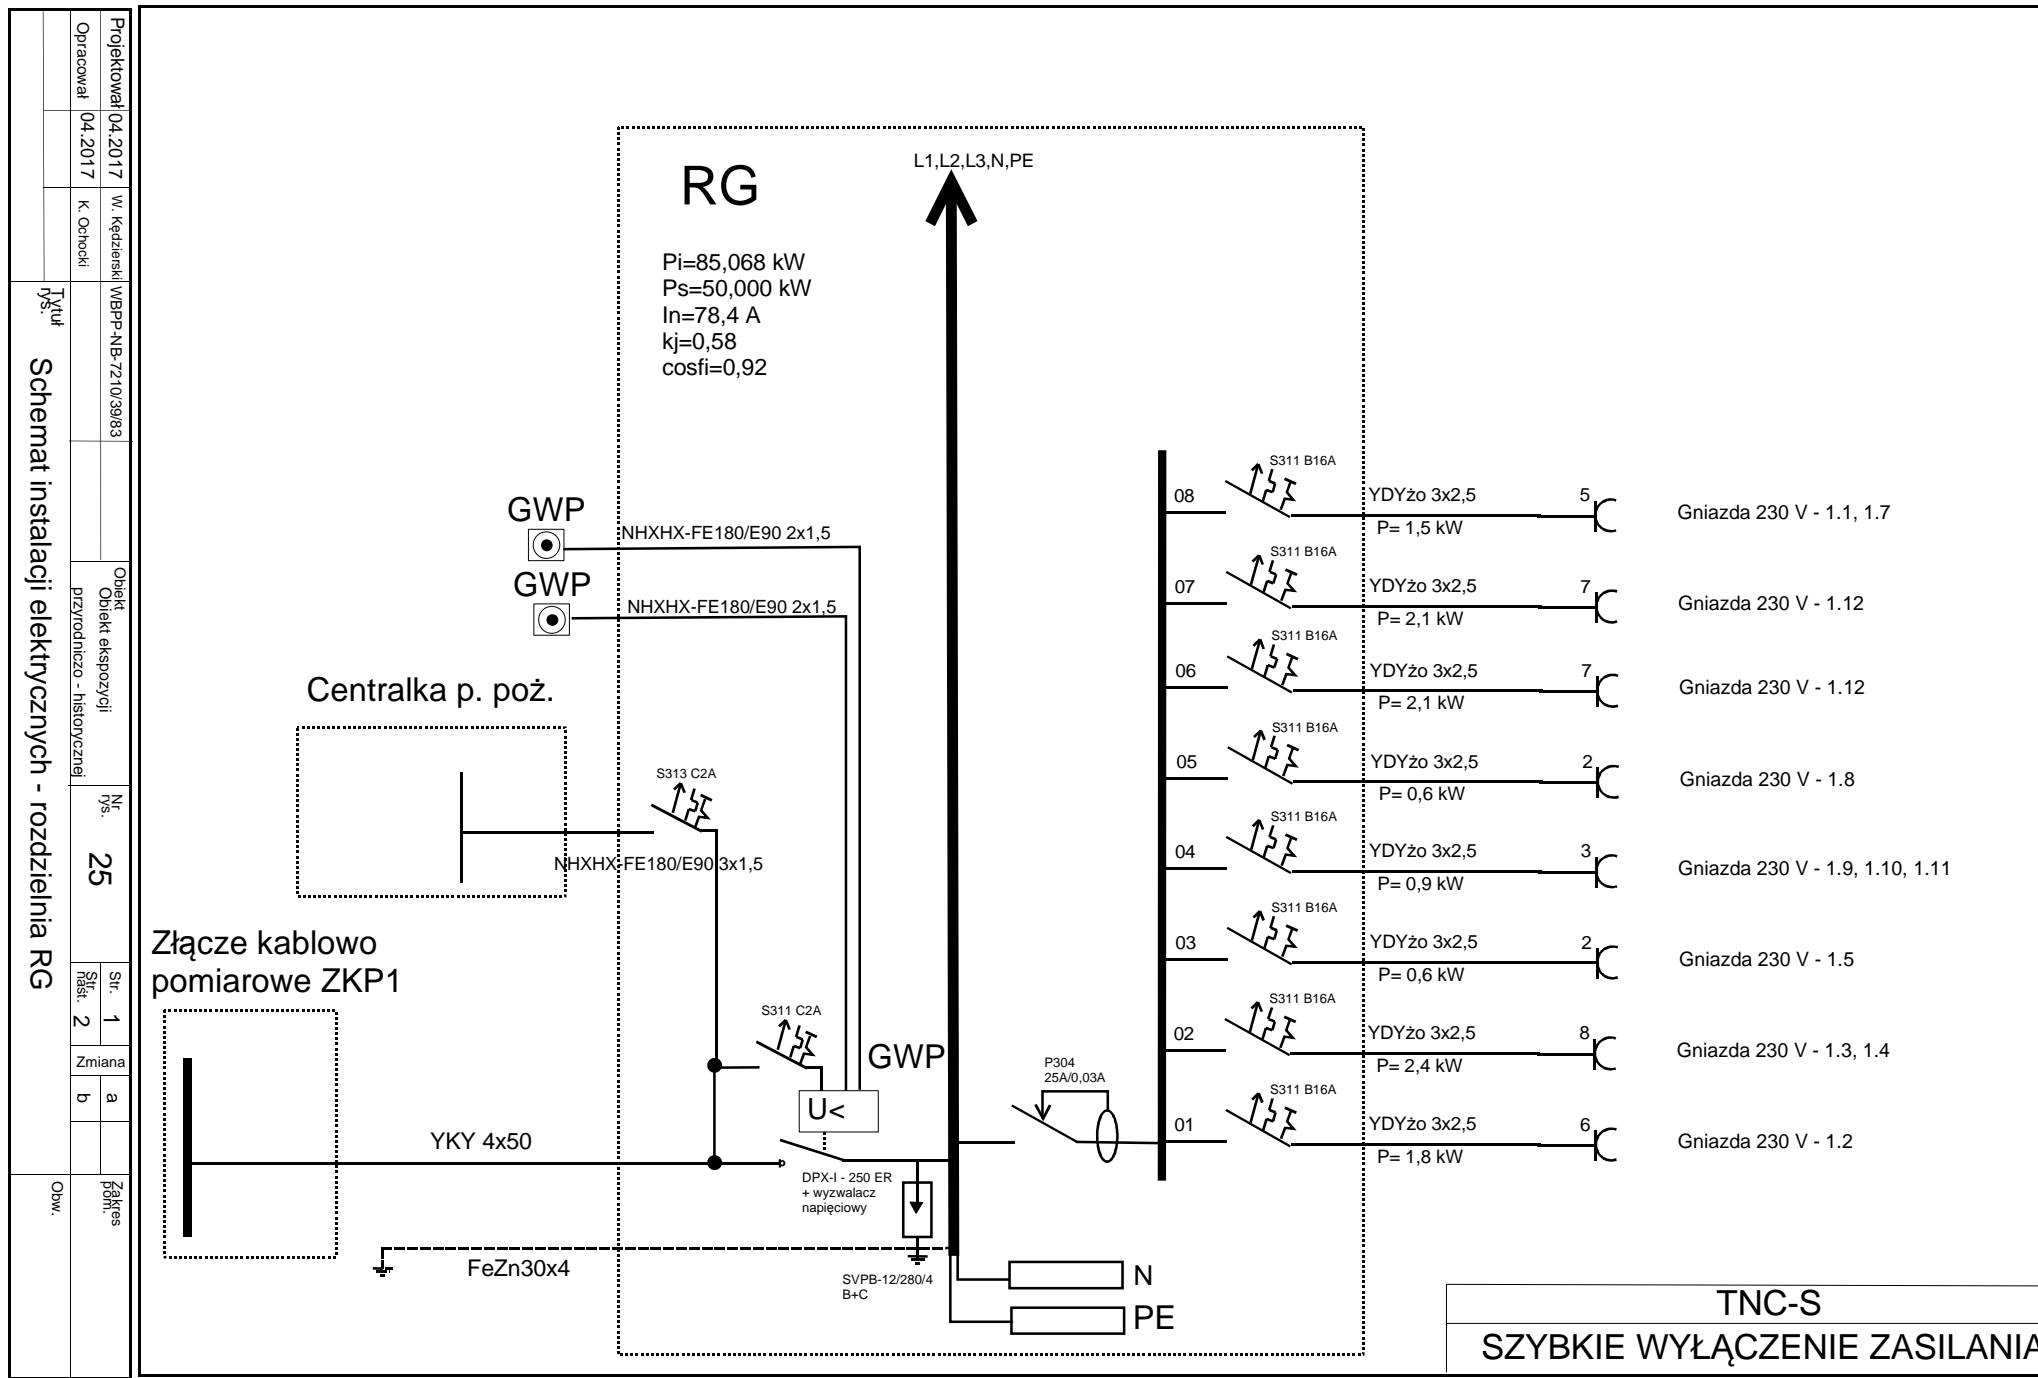 Projektował 04.2017 W. Kędzierski WBPP-NB-7210/39/83
Opracował 04.2017 K. Ochocki
Tytuł
rys.
Schemat instalacji elektrycznych - rozdzielnia RG
Obiekt
Obiekt ekspozycji
przyrodniczo - historycznej
Nr
rys.
25
Str. 1
Str.
nast. 2
Zmiana
a
b
Zakres
pom.
Obw.
L1,L2,L3,N,PE
RG
Pi=85,068 kW
Ps=50,000 kW
In=78,4 A
kj=0,58
cosfi=0,92
GWP
NHXHX-FE180/E90 2x1,5
GWP
NHXHX-FE180/E90 2x1,5
Centralka p. poż.
S313 C2A
NHXHX-FE180/E90 3x1,5
Złącze kablowo
pomiarowe ZKP1
S311 C2A
GWP
U<
YKY 4x50
DPX-I - 250 ER
+ wyzwalacz
napięciowy
FeZn30x4
SVPB-12/280/4
B+C
N
PE
P304
25A/0,03A
08 S311 B16A YDYżo 3x2,5 5 Gniazda 230 V - 1.1, 1.7
P= 1,5 kW
07 S311 B16A YDYżo 3x2,5 7 Gniazda 230 V - 1.12
P= 2,1 kW
06 S311 B16A YDYżo 3x2,5 7 Gniazda 230 V - 1.12
P= 2,1 kW
05 S311 B16A YDYżo 3x2,5 2 Gniazda 230 V - 1.8
P= 0,6 kW
04 S311 B16A YDYżo 3x2,5 3 Gniazda 230 V - 1.9, 1.10, 1.11
P= 0,9 kW
03 S311 B16A YDYżo 3x2,5 2 Gniazda 230 V - 1.5
P= 0,6 kW
02 S311 B16A YDYżo 3x2,5 8 Gniazda 230 V - 1.3, 1.4
P= 2,4 kW
01 S311 B16A YDYżo 3x2,5 6 Gniazda 230 V - 1.2
P= 1,8 kW
TNC-S
SZYBKIE WYŁĄCZENIE ZASILANIA